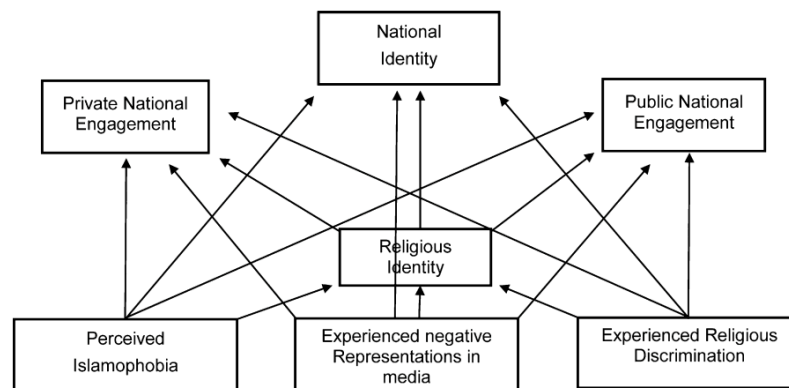 National
Identity
Private National
Engagement
Public National
Engagement
Religious
Identity
Perceived
Islamophobia
Experienced negative
Representations in
media
Experienced Religious
Discrimination